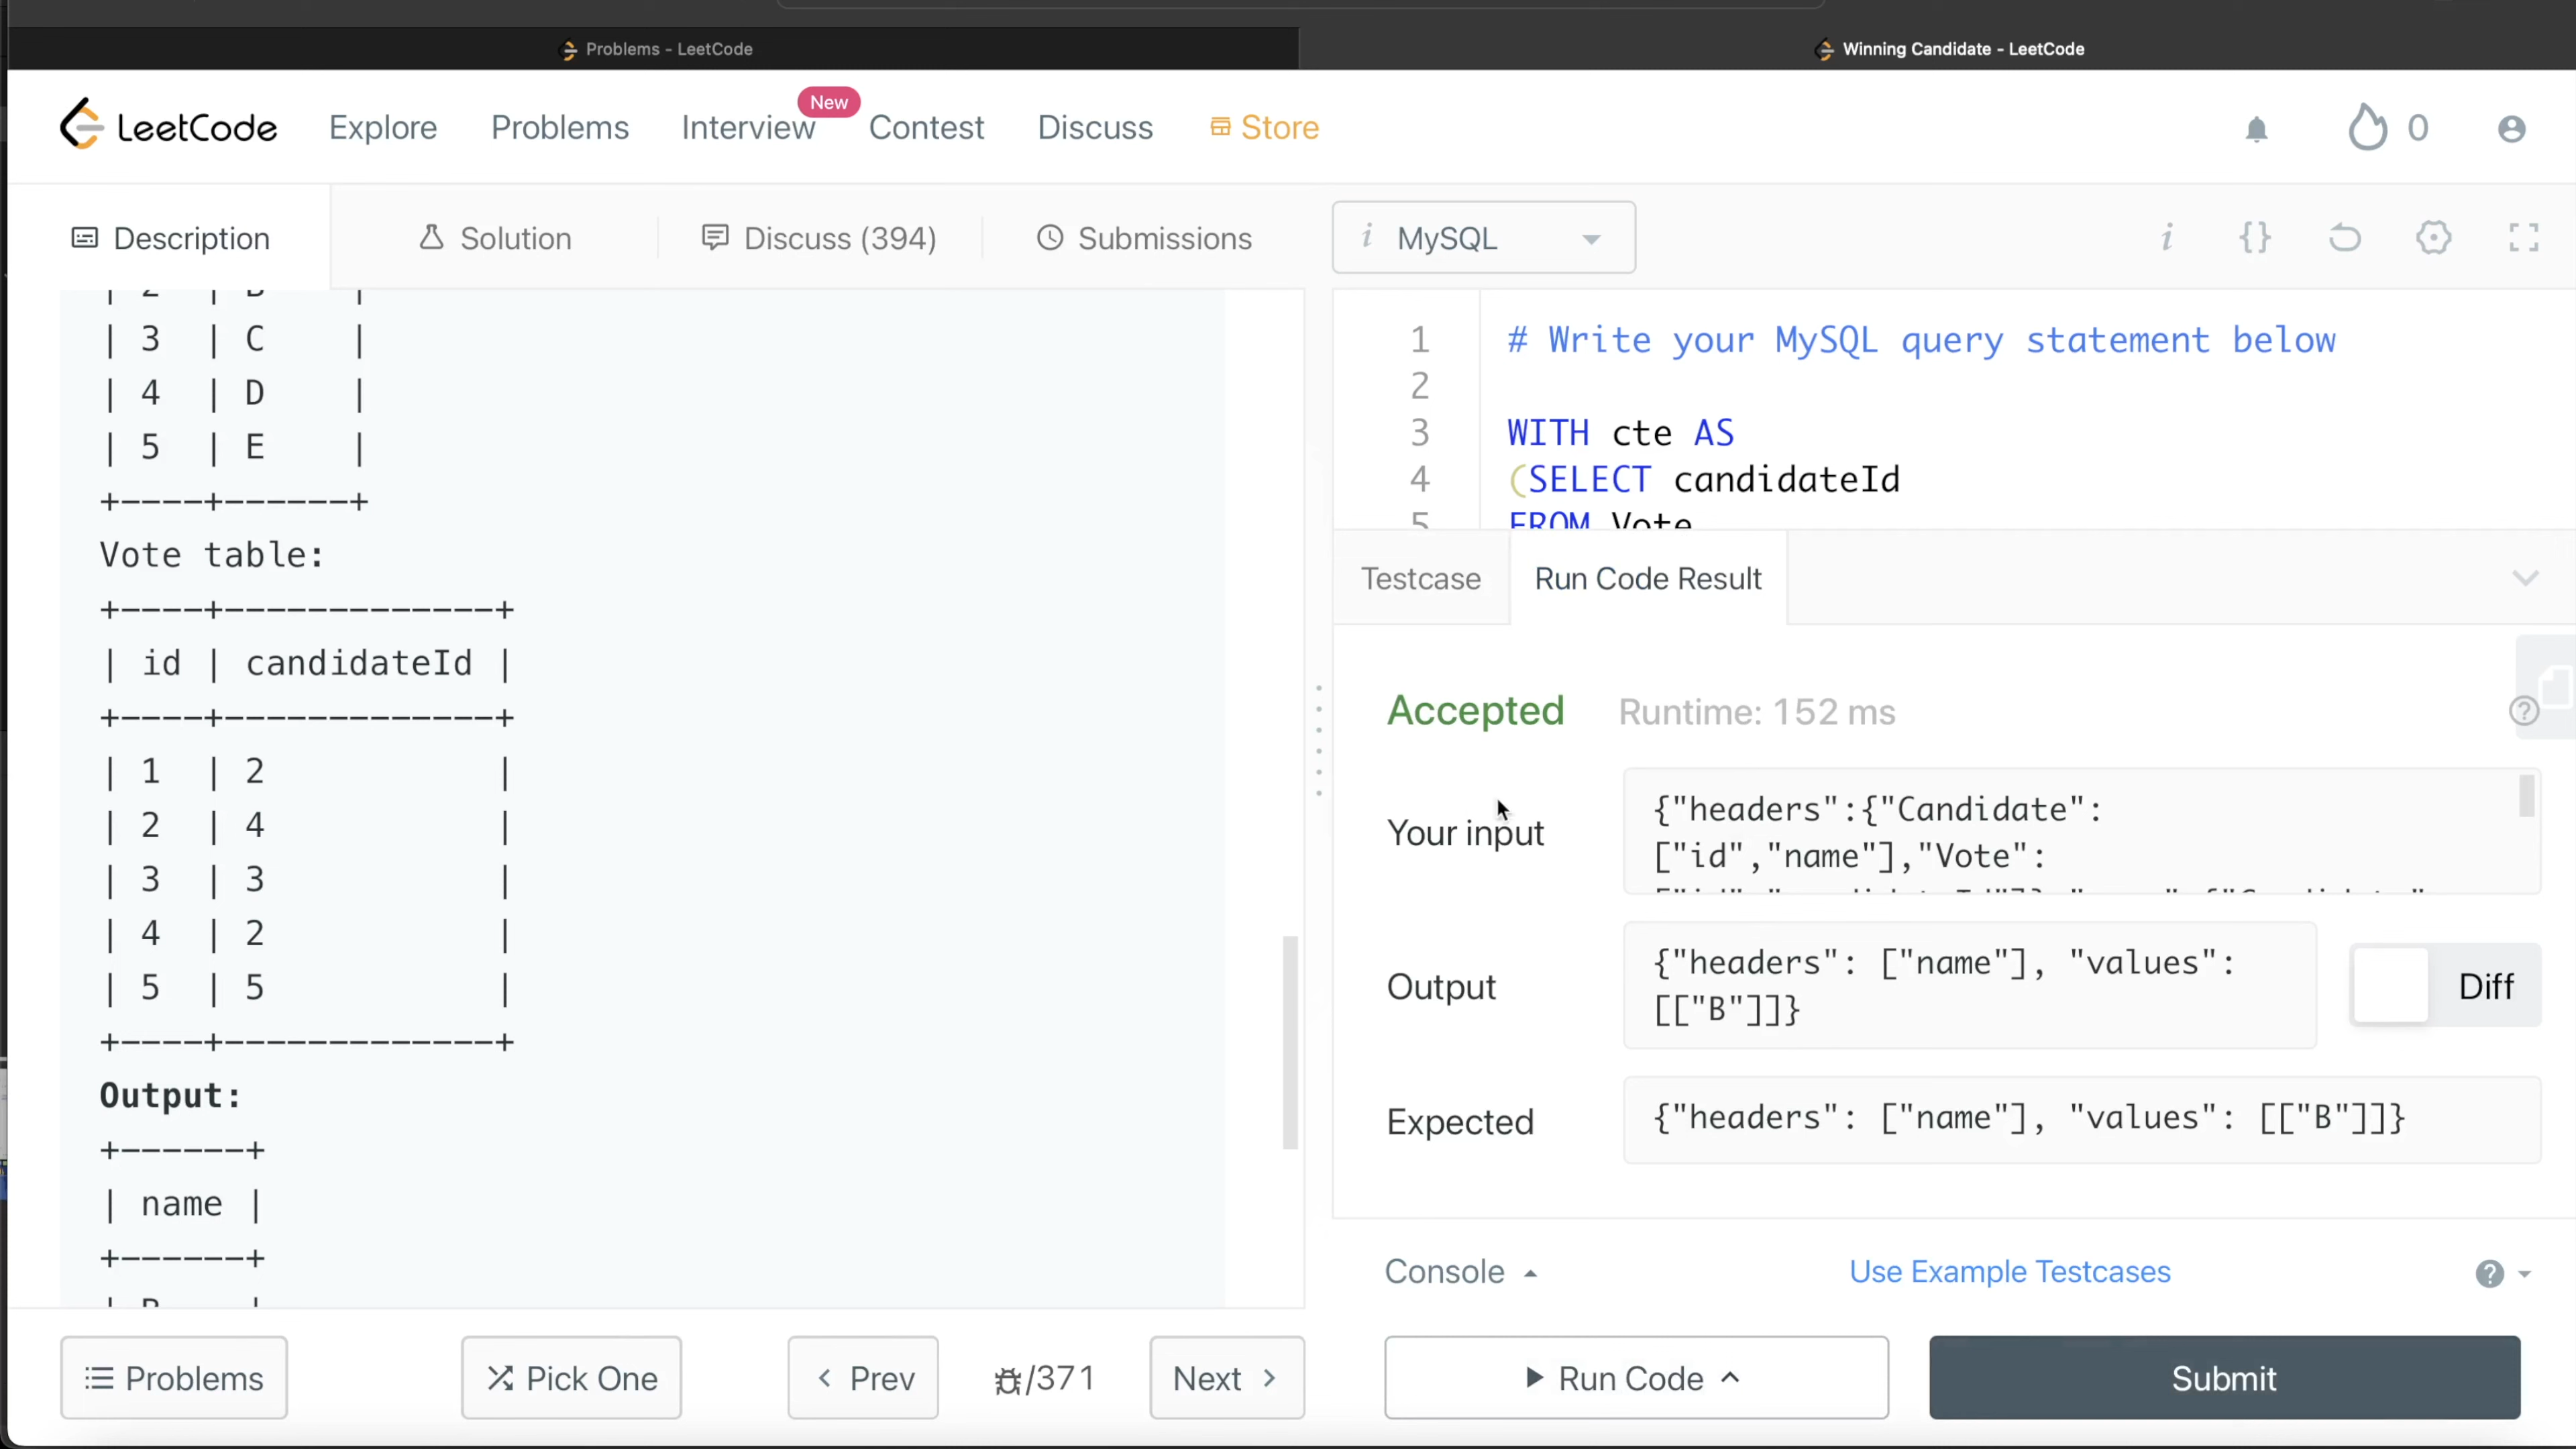 Problems - LeetCode
Winning Candidate - LeetCode
LeetCode
Explore
Problems
Interview
New
Contest
Discuss
Store
0
Description
Solution
Discuss (394)
Submissions
i MySQL
i {}
| 3 | C |
| 4 | D |
| 5 | E |
+----+------+
Vote table:
+----+-------------+
| id | candidateId |
+----+-------------+
| 1 | 2 |
| 2 | 4 |
| 3 | 3 |
| 4 | 2 |
| 5 | 5 |
+----+-------------+
Output:
+------+
| name |
+------+
1 # Write your MySQL query statement below
2
3 WITH cte AS
4 (SELECT candidateId
5 FROM Vote
Testcase
Run Code Result
Accepted
Runtime: 152 ms
Your input
{"headers":{"Candidate":
["id","name"],"Vote":
Output
{"headers": ["name"], "values":
[["B"]]}
Diff
Expected
{"headers": ["name"], "values": [["B"]]}
Console
Use Example Testcases
Problems
Pick One
Prev
/371
Next
Run Code
Submit